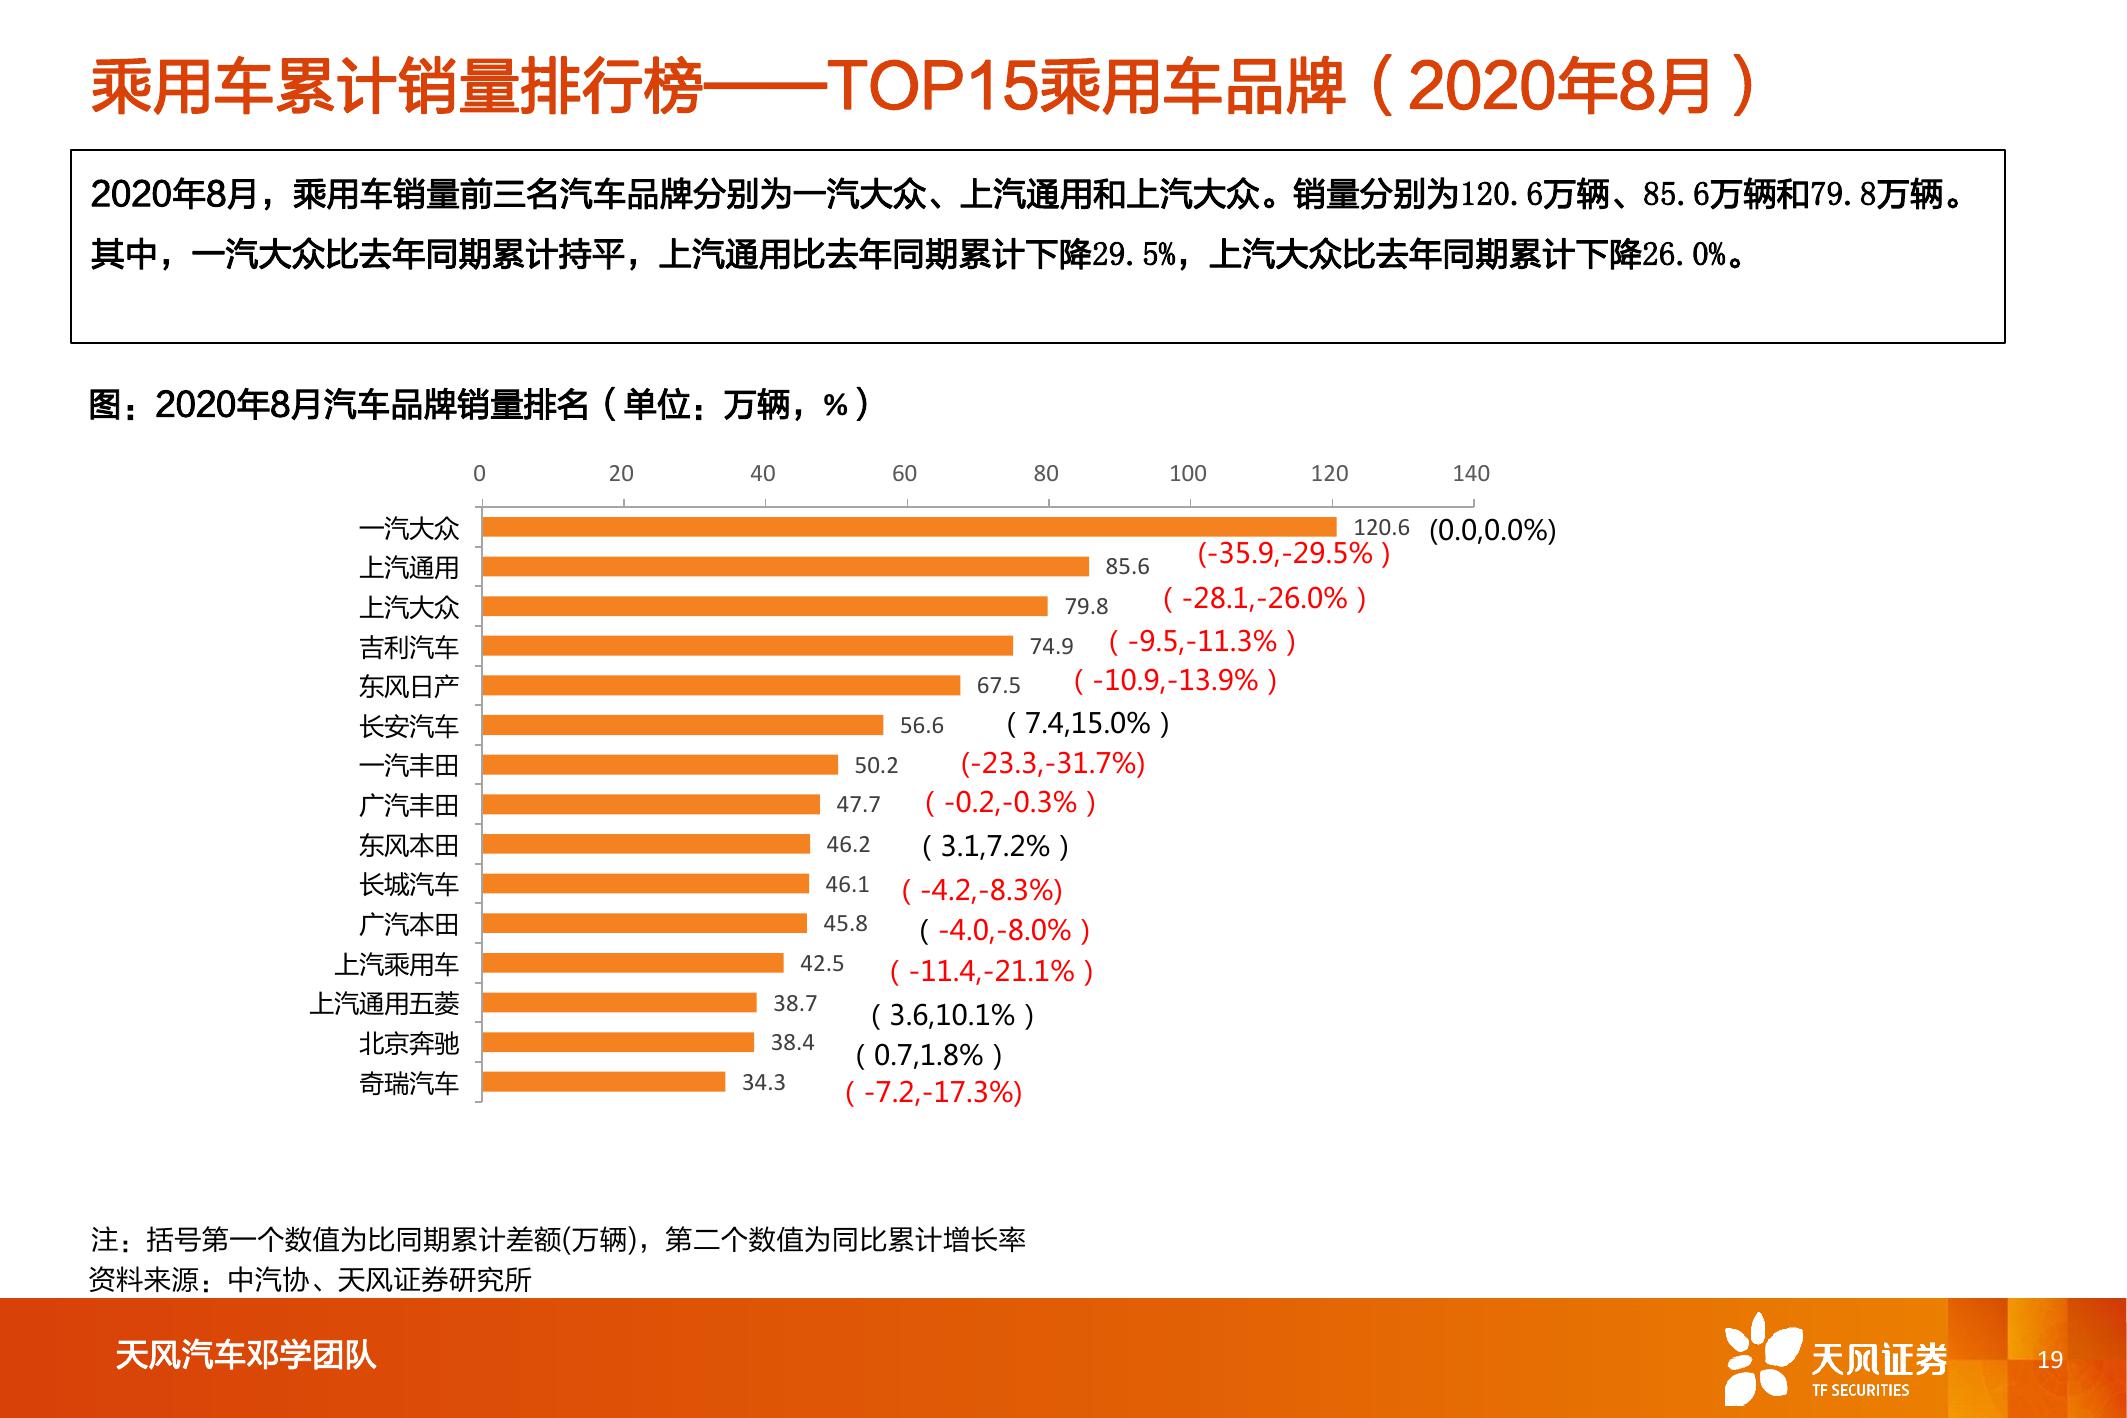 乘用车累计销量排行榜——TOP15乘用车品牌（2020年8月）
2020年8月，乘用车销量前三名汽车品牌分别为一汽大众、上汽通用和上汽大众。销量分别为120.6万辆、85.6万辆和79.8万辆。
其中，一汽大众比去年同期累计持平，上汽通用比去年同期累计下降29.5%，上汽大众比去年同期累计下降26.0%。
图：2020年8月汽车品牌销量排名（单位：万辆，%）
0 20 40 60 80 100 120 140
一汽大众 120.6 (0.0,0.0%)
上汽通用 85.6 (-35.9,-29.5%）
上汽大众 79.8 （-28.1,-26.0%）
吉利汽车 74.9 （-9.5,-11.3%）
东风日产 67.5 （-10.9,-13.9%）
长安汽车 56.6 （7.4,15.0%）
一汽丰田 50.2 (-23.3,-31.7%)
广汽丰田 47.7 （-0.2,-0.3%）
东风本田 46.2 （3.1,7.2%）
长城汽车 46.1 （-4.2,-8.3%)
广汽本田 45.8 （-4.0,-8.0%）
上汽乘用车 42.5 （-11.4,-21.1%）
上汽通用五菱 38.7 （3.6,10.1%）
北京奔驰 38.4 （0.7,1.8%）
奇瑞汽车 34.3 （-7.2,-17.3%)
注：括号第一个数值为比同期累计差额(万辆)，第二个数值为同比累计增长率
资料来源：中汽协、天风证券研究所
天风汽车邓学团队
天风证券
TF SECURITIES
19